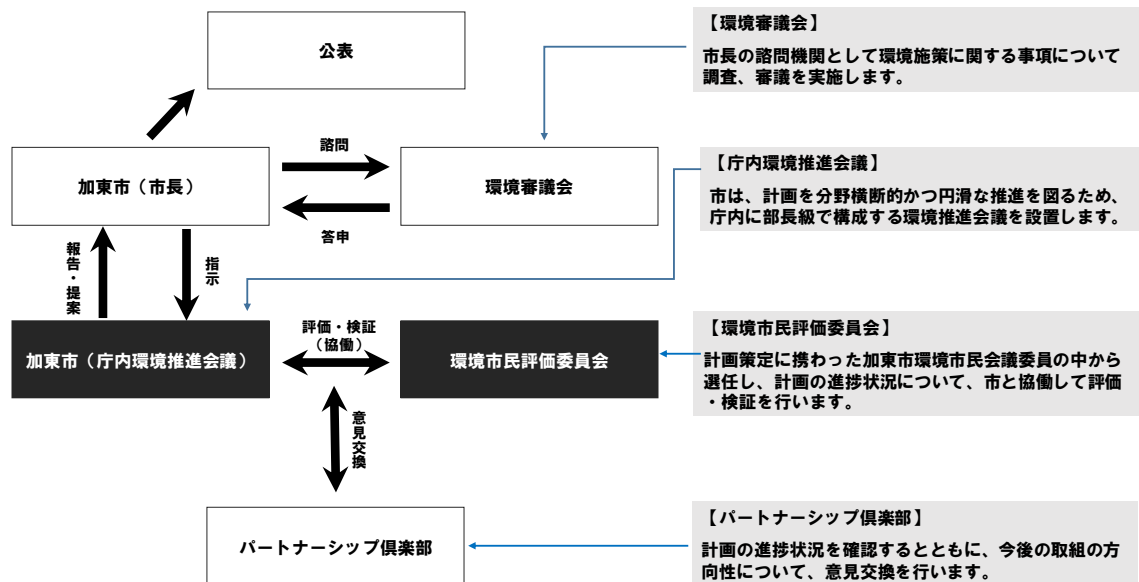 公表
加東市（市長）
諮問
答申
環境審議会
報告・提案
指示
加東市（庁内環境推進会議）
評価・検証
（協働）
環境市民評価委員会
意見交換
パートナーシップ倶楽部
【環境審議会】
市長の諮問機関として環境施策に関する事項について
調査、審議を実施します。
【庁内環境推進会議】
市は、計画を分野横断的かつ円滑な推進を図るため、
庁内に部長級で構成する環境推進会議を設置します。
【環境市民評価委員会】
計画策定に携わった加東市環境市民会議委員の中から
選任し、計画の進捗状況について、市と協働して評価
・検証を行います。
【パートナーシップ倶楽部】
計画の進捗状況を確認するとともに、今後の取組の方
向性について、意見交換を行います。